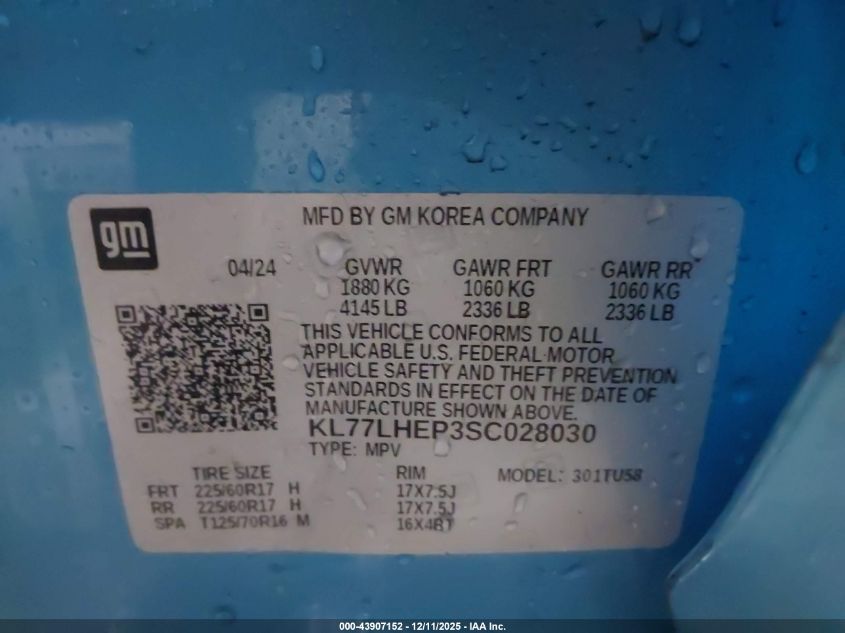 gm
MFD BY GM KOREA COMPANY
04/24 GVWR GAWR FRT GAWR RR
1880 KG 1060 KG 1060 KG
4145 LB 2336 LB 2336 LB
THIS VEHICLE CONFORMS TO ALL
APPLICABLE U.S. FEDERAL MOTOR
VEHICLE SAFETY AND THEFT PREVENTION
STANDARDS IN EFFECT ON THE DATE OF
MANUFACTURE SHOWN ABOVE.
KL77LHEP3SC028030
TYPE: MPV
TIRE SIZE RIM MODEL: 301TU58
FRT 225/60R17 H 17X7.5J
RR 225/60R17 H 17X7.5J
SPA T125/70R16 M 16X4BT
000-43907152 - 12/11/2025 - IAA Inc.